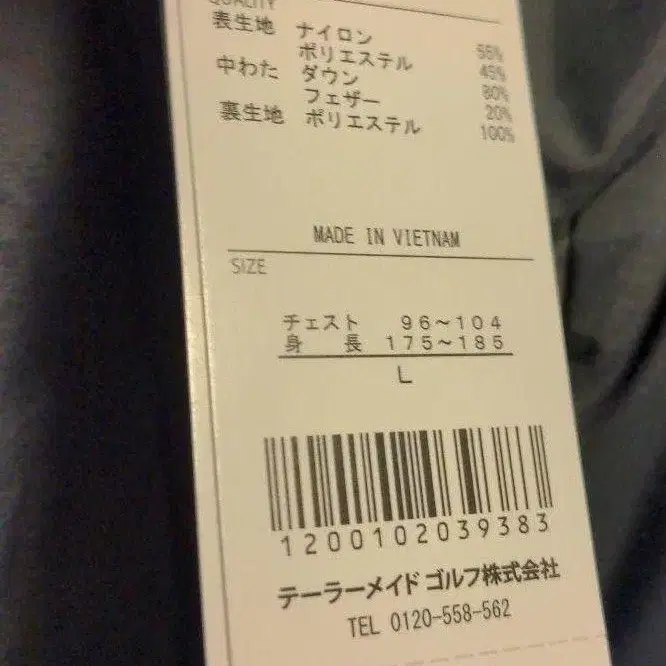 QUALITY
表生地 ナイロン 55%
ポリエステル 45%
中わた ダウン 80%
フェザー 20%
裏生地 ポリエステル 100%
MADE IN VIETNAM
SIZE
チェスト 96～104
身 長 175～185
L
1200102039383
テーラーメイド ゴルフ株式会社
TEL 0120-558-562